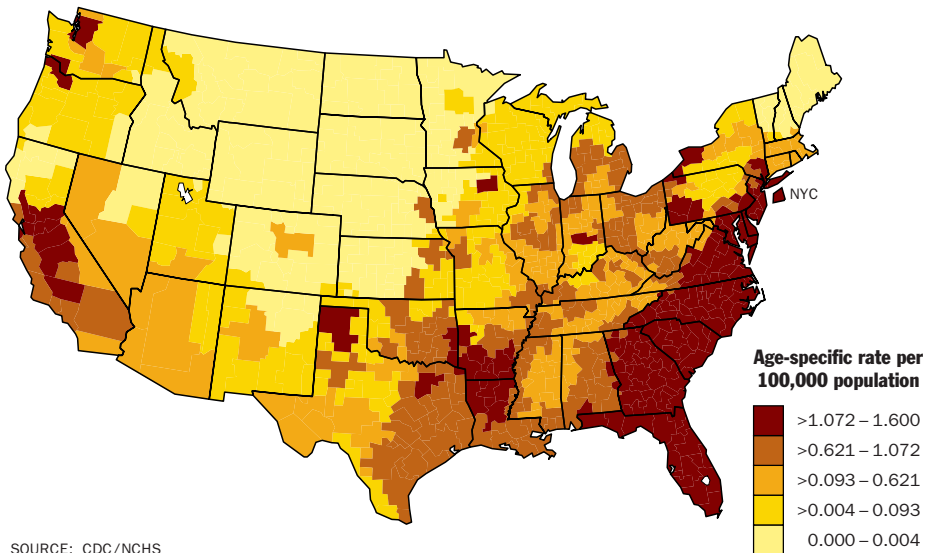 NYC
Age-specific rate per
100,000 population
>1.072 – 1.600
>0.621 – 1.072
>0.093 – 0.621
>0.004 – 0.093
0.000 – 0.004
SOURCE: CDC/NCHS